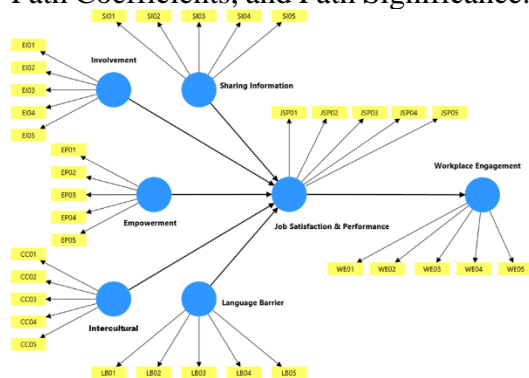 Path Coefficients, and Path Significance.
SI01 SI02 SI03 SI04 SI05
Involvement
EI01
EI02
EI03
EI04
EI05
Sharing Information
JSP01 JSP02 JSP03 JSP04 JSP05
EP01
EP02
EP03
EP04
EP05
Empowerment
Job Satisfaction & Performance
Workplace Engagement
WE01 WE02 WE03 WE04 WE05
CC01
CC02
CC03
CC04
CC05
Intercultural
Language Barrier
LB01 LB02 LB03 LB04 LB05